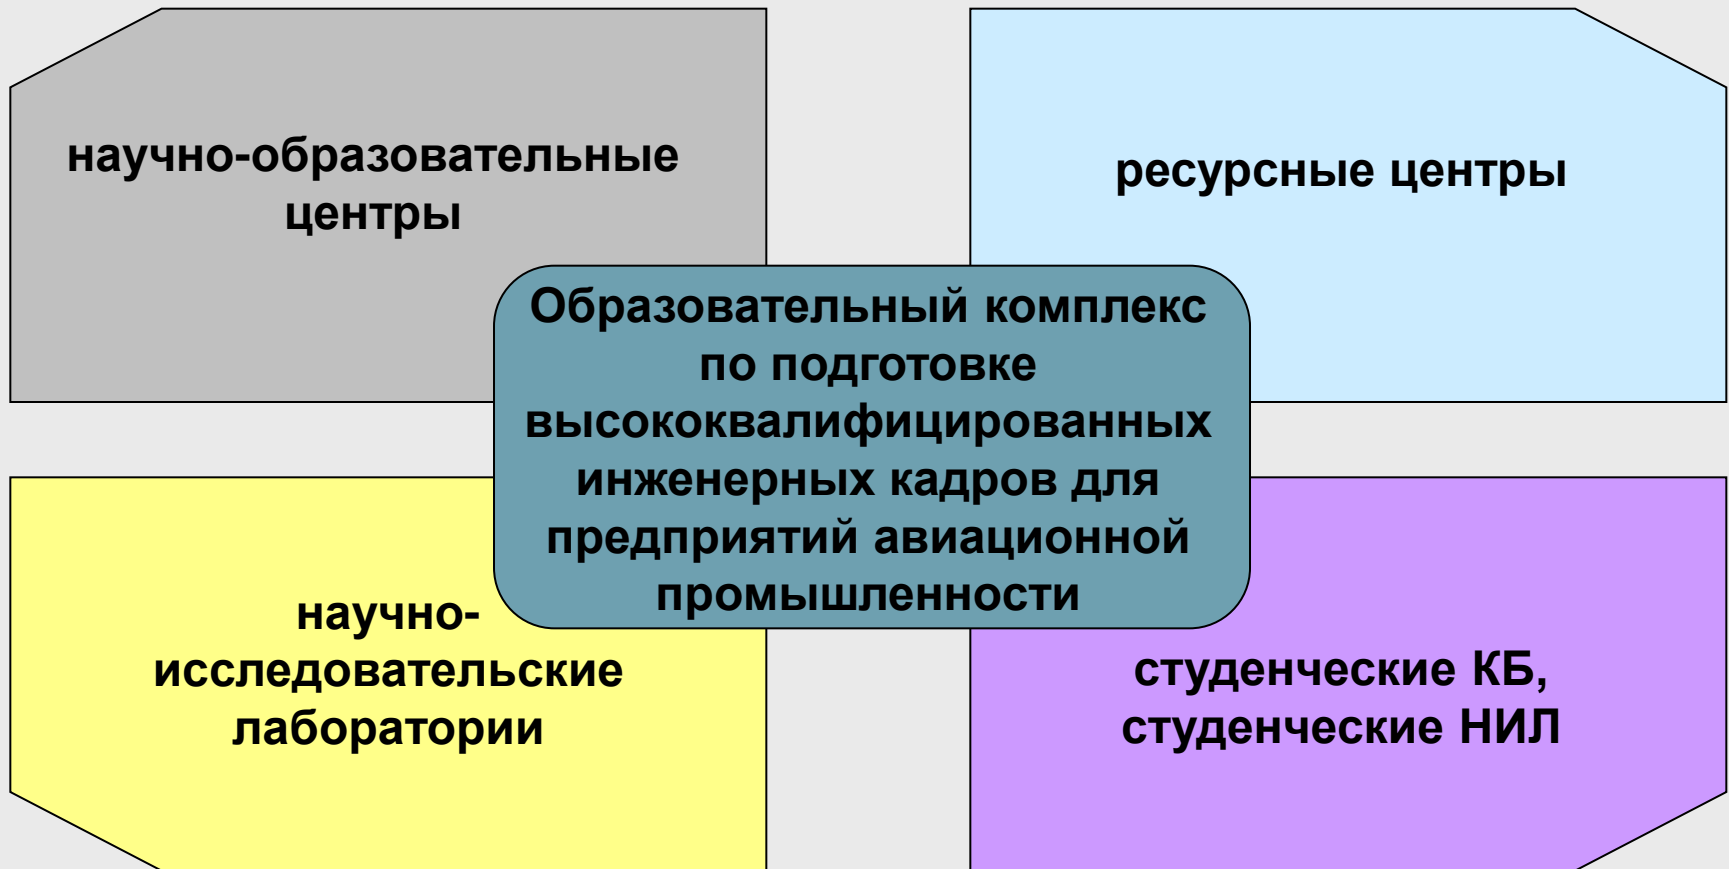 научно-образовательные
центры
ресурсные центры
Образовательный комплекс
по подготовке
высококвалифицированных
инженерных кадров для
предприятий авиационной
промышленности
научно-
исследовательские
лаборатории
студенческие КБ,
студенческие НИЛ